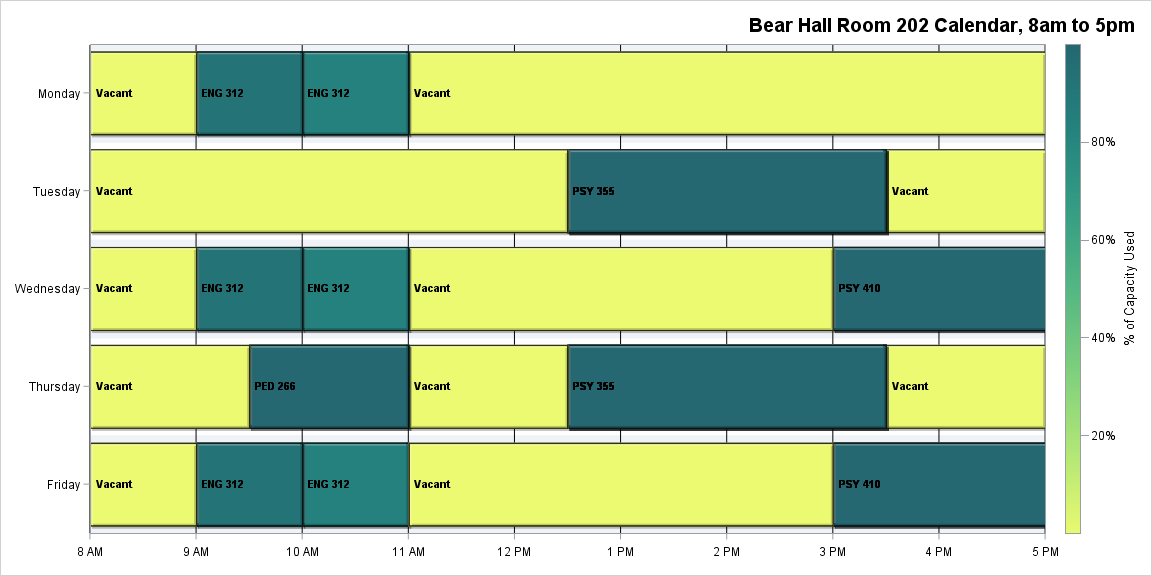 Bear Hall Room 202 Calendar, 8am to 5pm
Monday
Vacant
ENG 312
ENG 312
Vacant
Tuesday
Vacant
PSY 355
Vacant
Wednesday
Vacant
ENG 312
ENG 312
Vacant
PSY 410
Thursday
Vacant
PED 266
Vacant
PSY 355
Vacant
Friday
Vacant
ENG 312
ENG 312
Vacant
PSY 410
8 AM
9 AM
10 AM
11 AM
12 PM
1 PM
2 PM
3 PM
4 PM
5 PM
80%
60%
40%
20%
% of Capacity Used